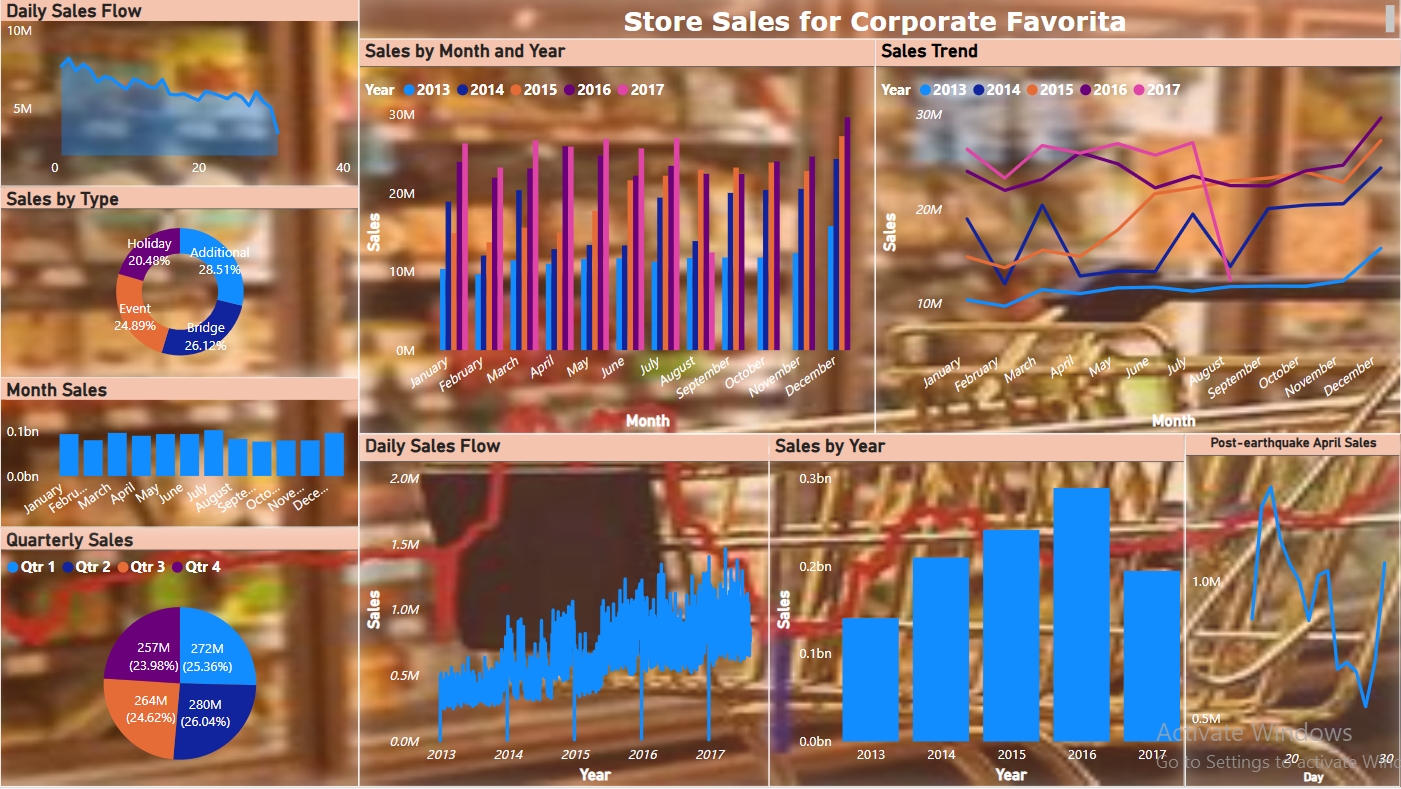 Daily Sales Flow
10M
5M
0 20 40
Sales by Type
Holiday
20.48%
Additional
28.51%
Event
24.89%
Bridge
26.12%
Month Sales
0.1bn
0.0bn
January Febru... March April May June July August Septe... Octo... Nove... Dece...
Quarterly Sales
Qtr 1 Qtr 2 Qtr 3 Qtr 4
257M
(23.98%)
272M
(25.36%)
264M
(24.62%)
280M
(26.04%)
Store Sales for Corporate Favorita
Sales by Month and Year
Year 2013 2014 2015 2016 2017
30M
20M
10M
0M
Sales
January February March April May June July August September October November December
Month
Sales Trend
Year 2013 2014 2015 2016 2017
30M
20M
10M
Sales
January February March April May June July August September October November December
Month
Daily Sales Flow
2.0M
1.5M
1.0M
0.5M
0.0M
Sales
2013 2014 2015 2016 2017
Year
Sales by Year
0.3bn
0.2bn
0.1bn
0.0bn
Sales
2013 2014 2015 2016 2017
Year
Post-earthquake April Sales
1.0M
0.5M
20 30
Day
Activate Windows
Go to Settings to activate Wind